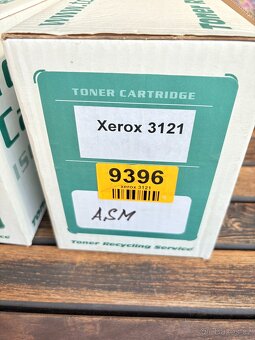 TONER CARTRIDGE
Xerox 3121
9396
xerox 3121
ASM
Toner Recycling Service